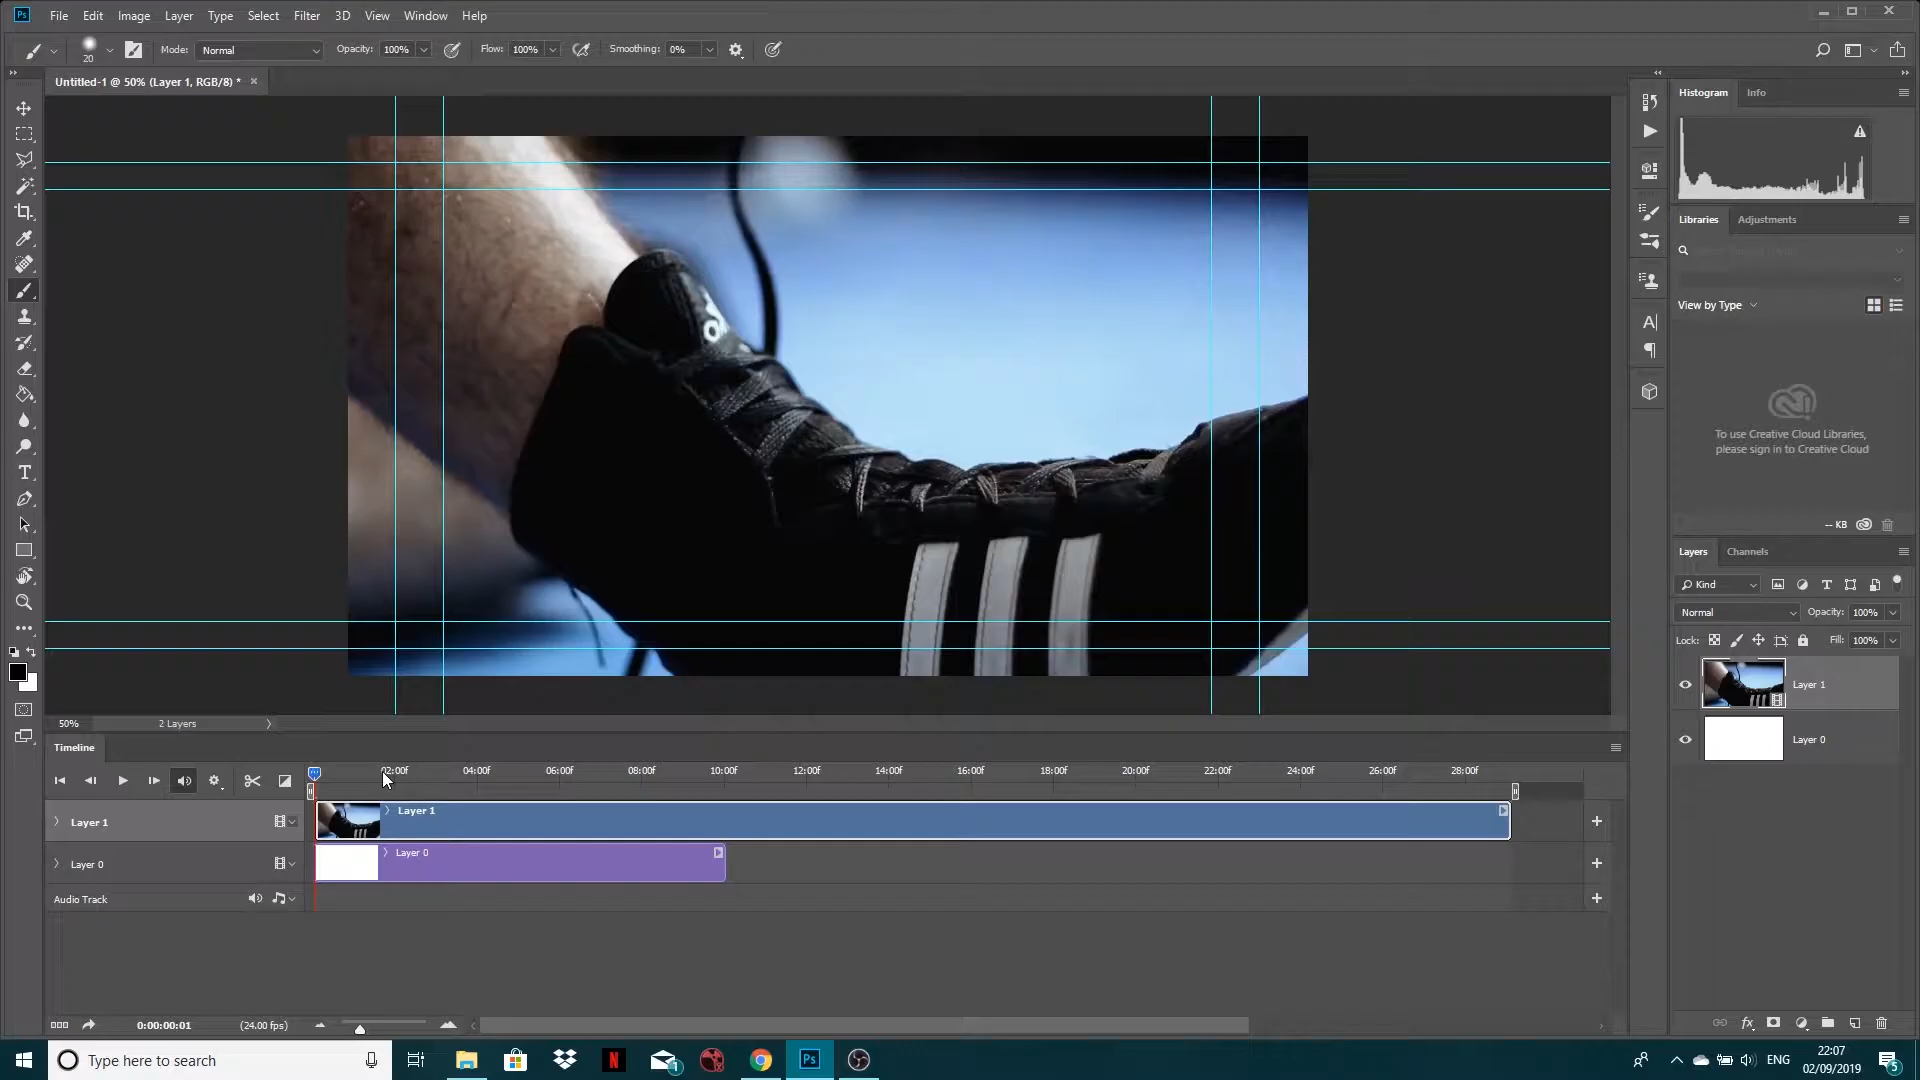 Ps File Edit Image Layer Type Select Filter 3D View Window Help
20 Mode: Normal Opacity: 100% Flow: 100% Smoothing: 0%
Untitled-1 @ 50% (Layer 1, RGB/8) *
Histogram Info
Libraries Adjustments
View by Type
To use Creative Cloud Libraries,
please sign in to Creative Cloud
-- KB
Layers Channels
Kind
Normal Opacity: 100%
Lock: Fill: 100%
Layer 1
Layer 0
50% 2 Layers
Timeline
02:00f 04:00f 06:00f 08:00f 10:00f 12:00f 14:00f 16:00f 18:00f 20:00f 22:00f 24:00f 26:00f 28:00f
Layer 1 Layer 1
Layer 0 Layer 0
Audio Track
0:00:00:01 (24.00 fps)
fx
Type here to search
N
1
Ps
ENG
22:07
02/09/2019
5